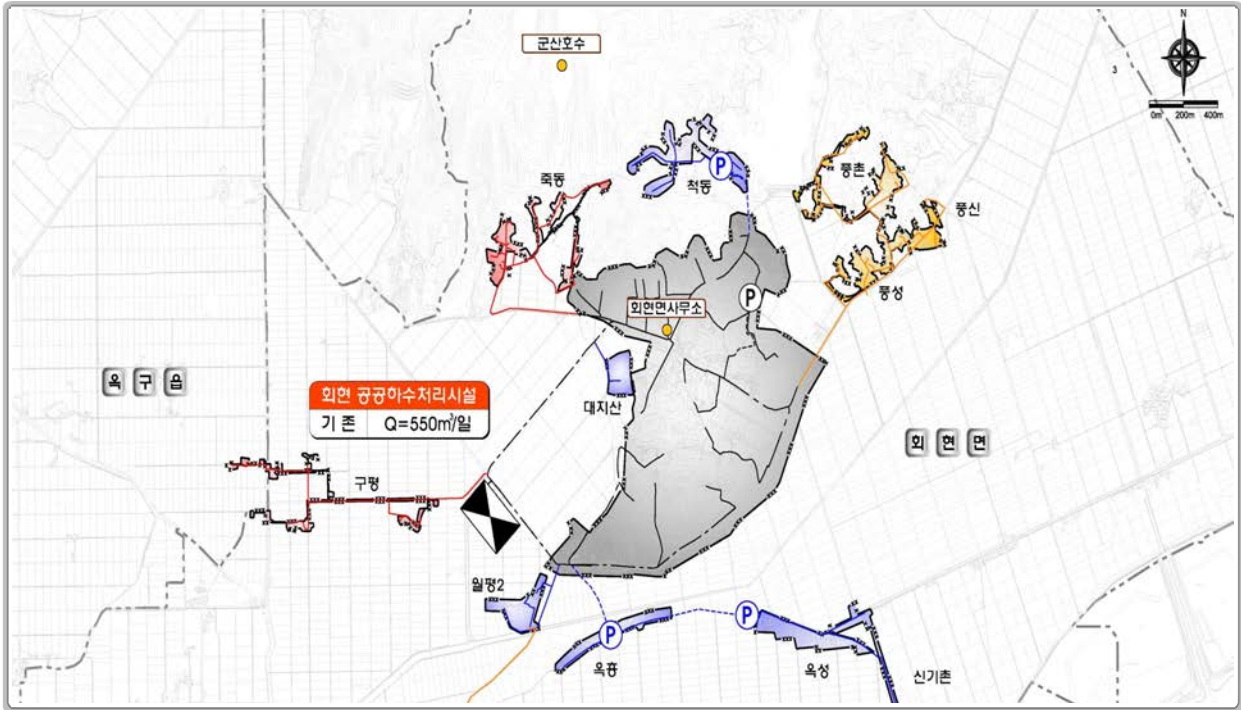 군산호수
N
3
0m 200m 400m
죽동
척동
P
풍촌
풍신
풍성
P
회현면사무소
대지산
옥구읍
회현 공공하수처리시설
기 존 Q=550m³/일
회현면
구평
월평2
P
P
옥흥
옥성
신기촌